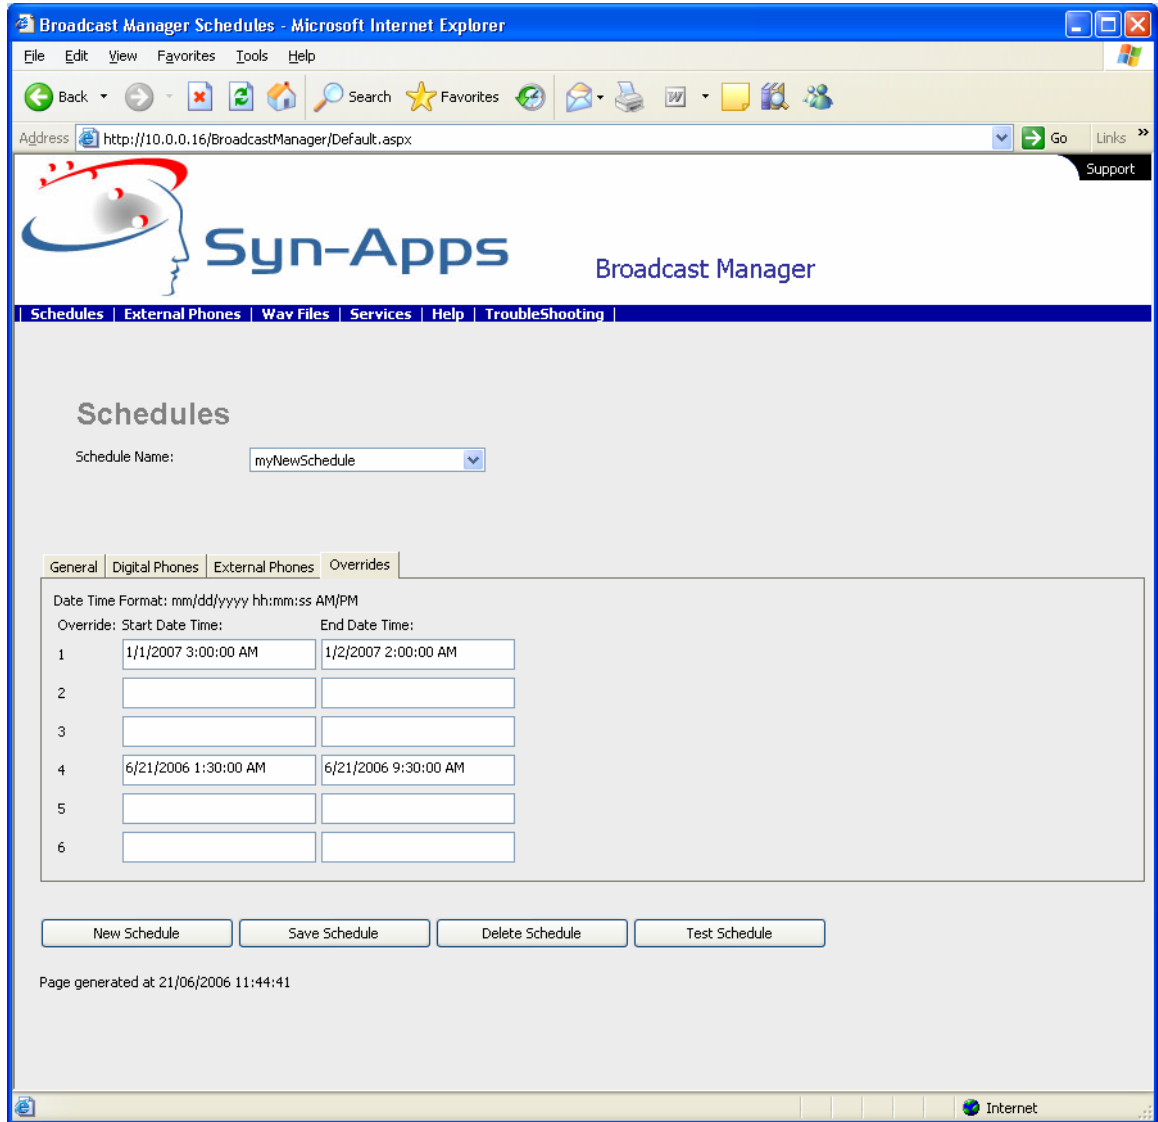 Broadcast Manager Schedules - Microsoft Internet Explorer
File Edit View Favorites Tools Help
Back Search Favorites
Address http://10.0.0.16/BroadcastManager/Default.aspx Go Links »
Support
Syn-Apps
Broadcast Manager
| Schedules | External Phones | Wav Files | Services | Help | TroubleShooting |
Schedules
Schedule Name: myNewSchedule
General Digital Phones External Phones Overrides
Date Time Format: mm/dd/yyyy hh:mm:ss AM/PM
Override: Start Date Time: End Date Time:
1 1/1/2007 3:00:00 AM 1/2/2007 2:00:00 AM
2
3
4 6/21/2006 1:30:00 AM 6/21/2006 9:30:00 AM
5
6
New Schedule Save Schedule Delete Schedule Test Schedule
Page generated at 21/06/2006 11:44:41
Internet